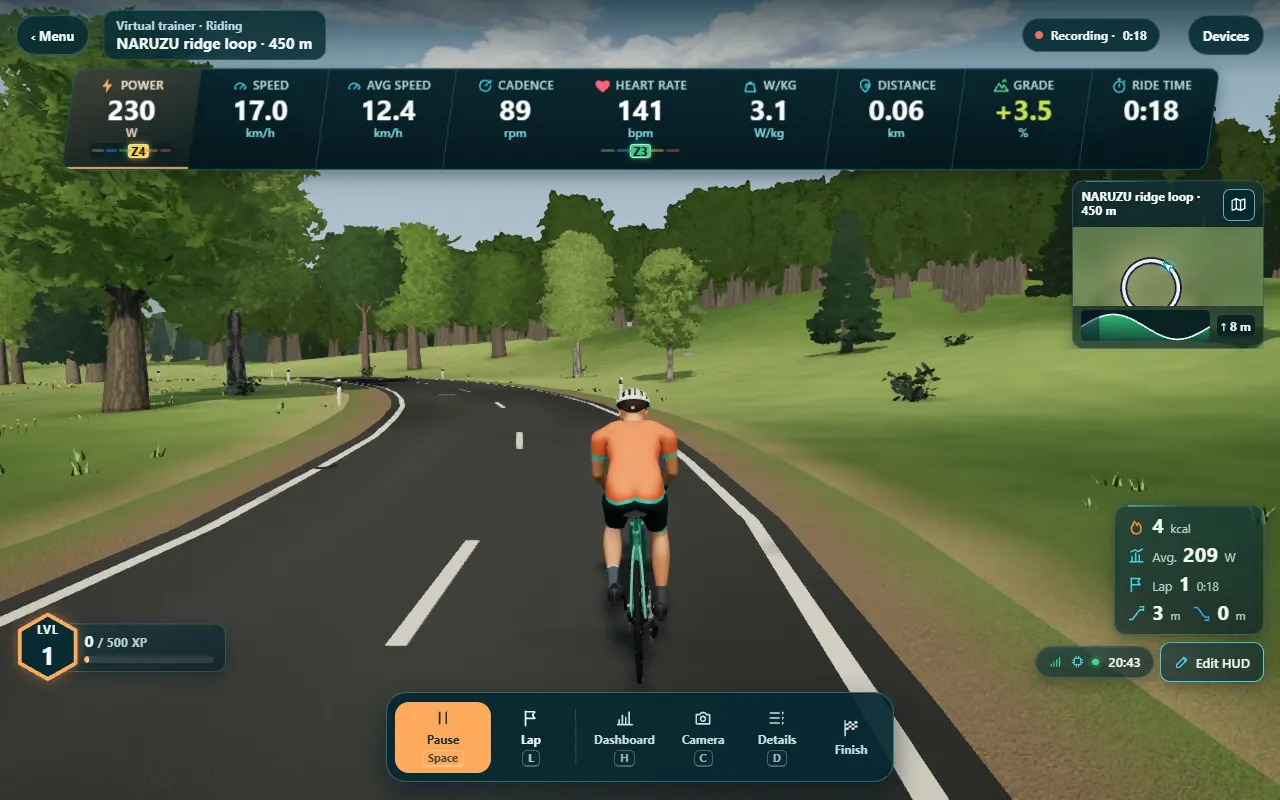 ‹ Menu
Virtual trainer · Riding
NARUZU ridge loop · 450 m
Recording · 0:18
Devices
POWER
230
W
Z4
SPEED
17.0
km/h
AVG SPEED
12.4
km/h
CADENCE
89
rpm
HEART RATE
141
bpm
Z3
W/KG
3.1
W/kg
DISTANCE
0.06
km
GRADE
+3.5
%
RIDE TIME
0:18
NARUZU ridge loop ·
450 m
↑ 8 m
4 kcal
Avg. 209 W
Lap 1 0:18
3 m 0 m
LVL
1
0 / 500 XP
20:43
Edit HUD
Pause
Space
Lap
L
Dashboard
H
Camera
C
Details
D
Finish